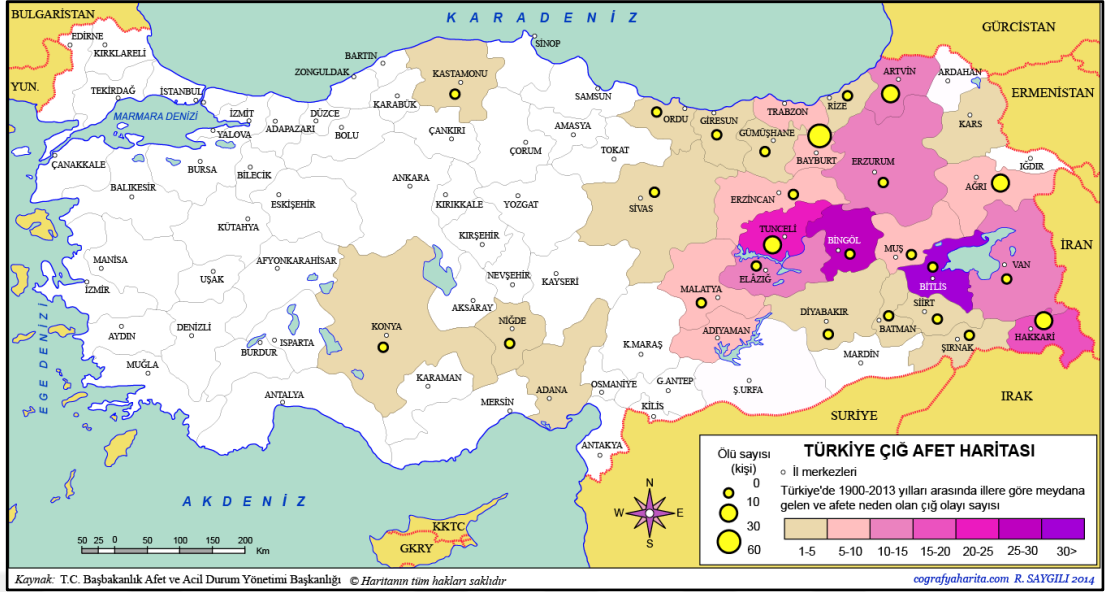 BULGARİSTAN
KARADENİZ
GÜRCİSTAN
EDİRNE
KIRKLARELİ
SİNOP
BARTIN
ZONGULDAK
KASTAMONU
ARTVİN
ARDAHAN
YUN.
TEKİRDAĞ
İSTANBUL
KARABÜK
SAMSUN
ERMENİSTAN
MARMARA DENİZİ
İZMİT
DÜZCE
ORDU
GİRESUN
TRABZON
RİZE
KARS
YALOVA
ADAPAZARI
BOLU
ÇANKIRI
AMASYA
GÜMÜŞHANE
ÇORUM
TOKAT
BAYBURT
ERZURUM
IĞDIR
ÇANAKKALE
BURSA
BİLECİK
ANKARA
AĞRI
BALIKESİR
ESKİŞEHİR
KIRIKKALE
YOZGAT
SİVAS
ERZİNCAN
KÜTAHYA
TUNCELİ
KIRŞEHİR
BİNGÖL
MUŞ
İRAN
MANİSA
UŞAK
AFYONKARAHİSAR
NEVŞEHİR
KAYSERİ
ELÂZIĞ
VAN
İZMİR
MALATYA
BİTLİS
AKSARAY
SİİRT
EGE DENİZİ
AYDIN
DENİZLİ
KONYA
NİĞDE
ADIYAMAN
DİYABAKIR
BATMAN
HAKKARİ
BURDUR
ISPARTA
K.MARAŞ
ŞIRNAK
MARDİN
MUĞLA
KARAMAN
ADANA
OSMANİYE
G.ANTEP
Ş.URFA
ANTALYA
MERSİN
KİLİS
SURİYE
IRAK
ANTAKYA
AKDENİZ
KKTC
GKRY
N
W
E
S
50 25 0 50 100 150 200
Km
Ölü sayısı
(kişi)
0
10
30
60
TÜRKİYE ÇIĞ AFET HARİTASI
İl merkezleri
Türkiye'de 1900-2013 yılları arasında illere göre meydana
gelen ve afete neden olan çığ olayı sayısı
1-5 5-10 10-15 15-20 20-25 25-30 30>
Kaynak: T.C. Başbakanlık Afet ve Acil Durum Yönetimi Başkanlığı © Haritanın tüm hakları saklıdır
cografyaharita.com R. SAYGILI 2014